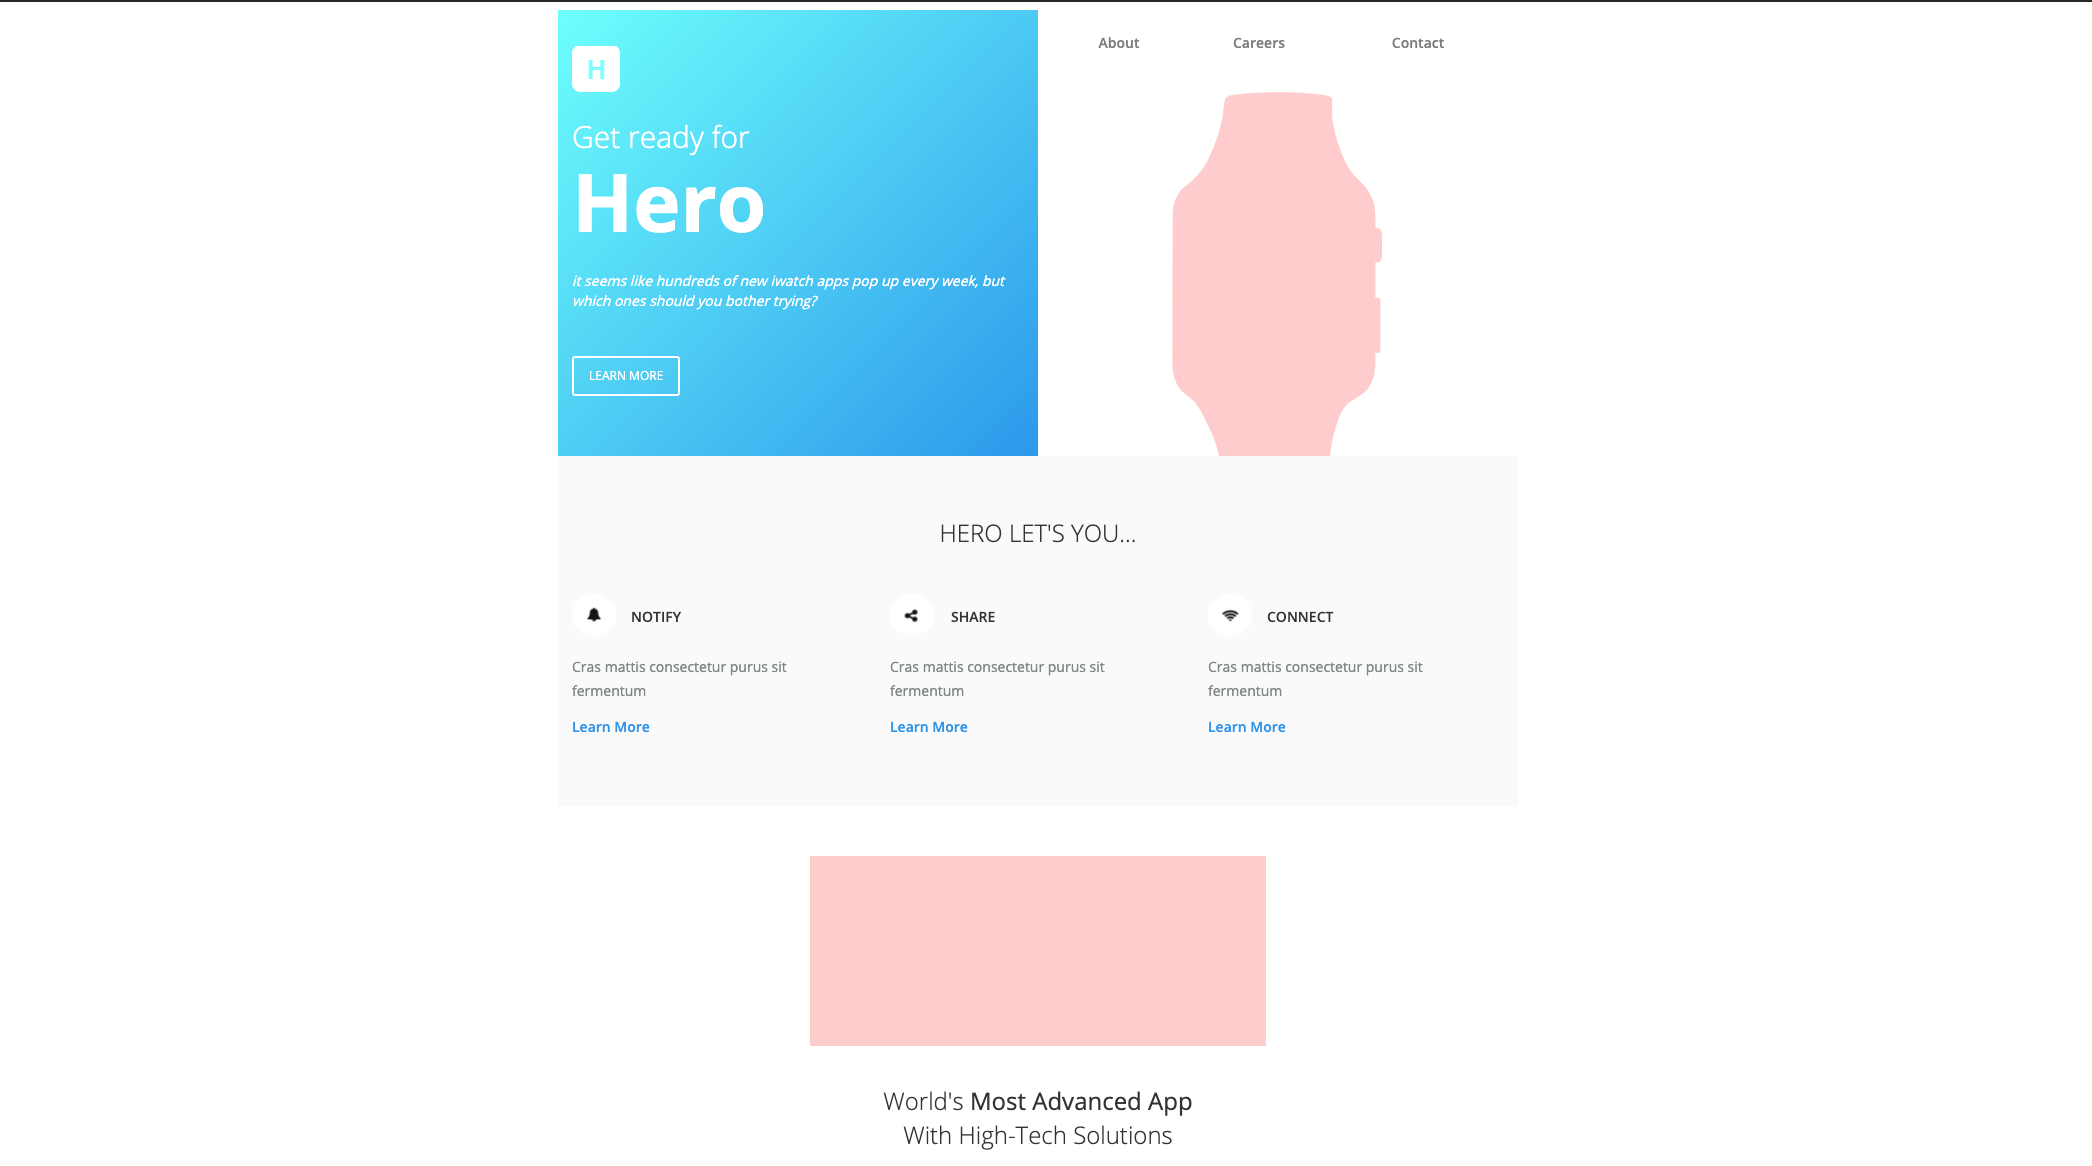 H
About
Careers
Contact
Get ready for
Hero
it seems like hundreds of new iwatch apps pop up every week, but
which ones should you bother trying?
LEARN MORE
HERO LET'S YOU...
NOTIFY
Cras mattis consectetur purus sit
fermentum
Learn More
SHARE
Cras mattis consectetur purus sit
fermentum
Learn More
CONNECT
Cras mattis consectetur purus sit
fermentum
Learn More
World's Most Advanced App
With High-Tech Solutions